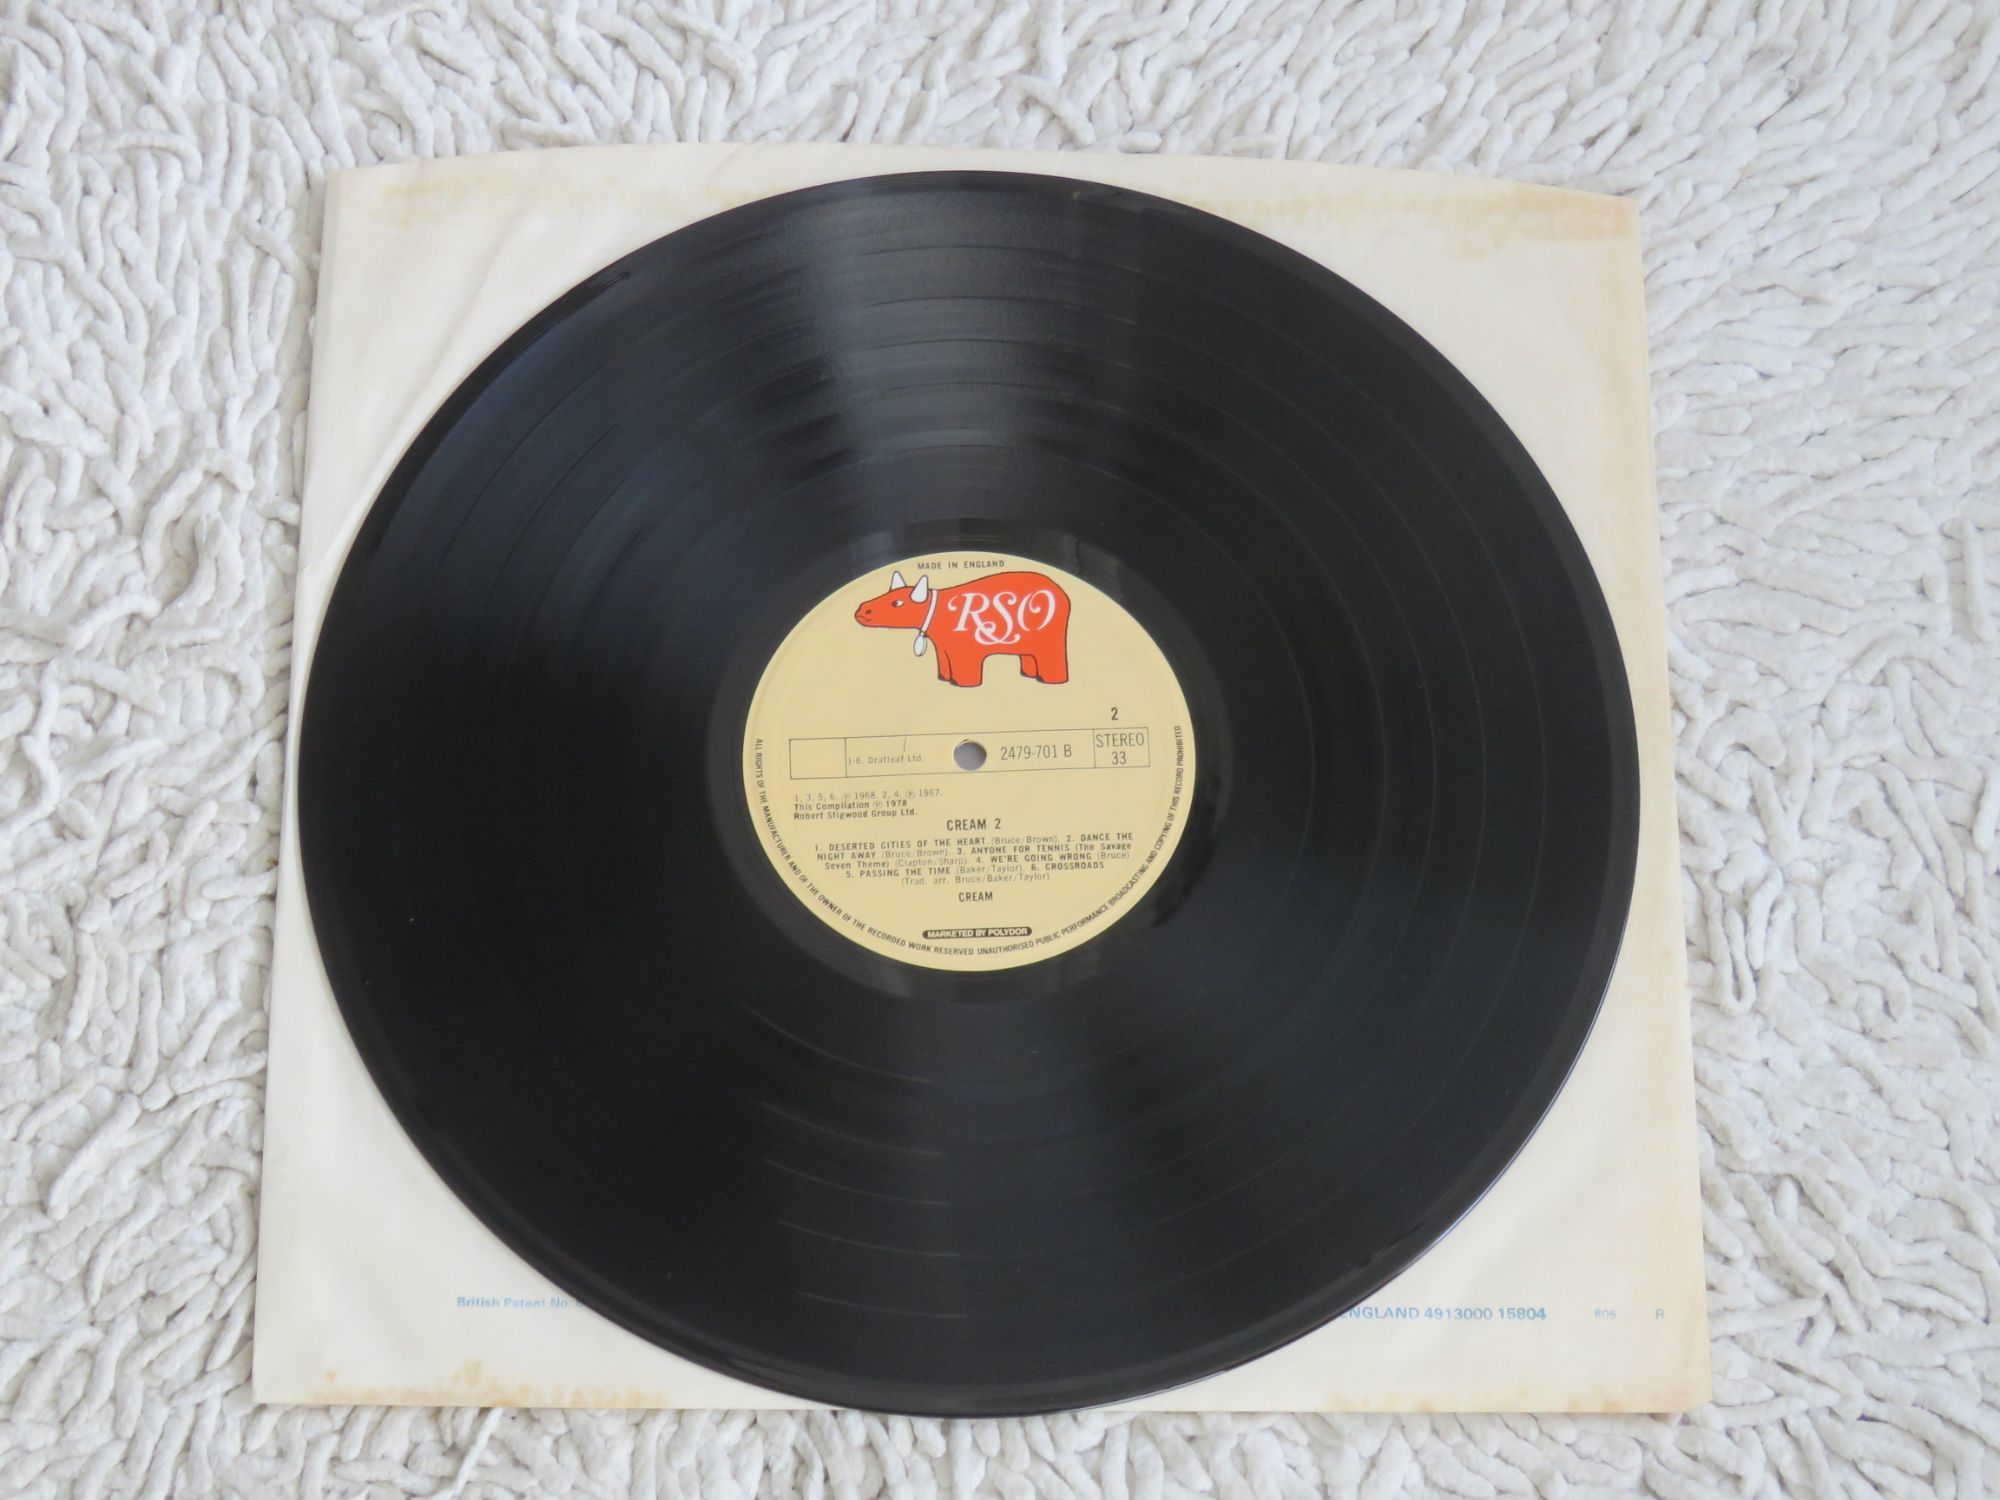 MADE IN ENGLAND
RSO
2
1-6. Dratleaf Ltd.
2479-701 B
STEREO
33
1, 3, 5, 6. ℗ 1968. 2, 4. ℗ 1967.
This Compilation ℗ 1978
Robert Stigwood Group Ltd.
CREAM 2
1. DESERTED CITIES OF THE HEART (Bruce/Brown). 2. DANCE THE
NIGHT AWAY (Bruce/Brown). 3. ANYONE FOR TENNIS (The Savage
Seven Theme) (Clapton/Sharp). 4. WE'RE GOING WRONG (Bruce)
5. PASSING THE TIME (Baker/Taylor). 6. CROSSROADS
(Trad. arr. Bruce/Baker/Taylor)
CREAM
MARKETED BY POLYDOR
ALL RIGHTS OF THE MANUFACTURER AND OF THE OWNER OF THE RECORDED WORK RESERVED UNAUTHORISED PUBLIC PERFORMANCE BROADCASTING AND COPYING OF THIS RECORD PROHIBITED
British Patent No.
ENGLAND 4913000 15804
805
R